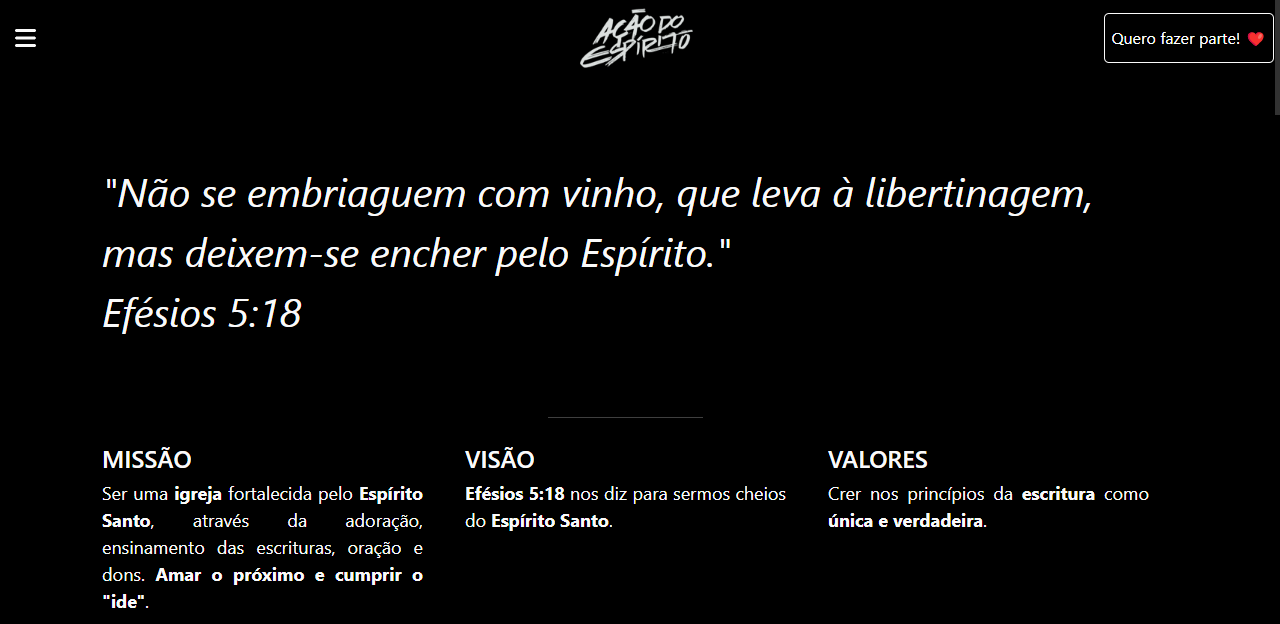 AÇÃO DO
ESPÍRITO
Quero fazer parte! ❤️
"Não se embriaguem com vinho, que leva à libertinagem,
mas deixem-se encher pelo Espírito."
Efésios 5:18
MISSÃO
Ser uma igreja fortalecida pelo Espírito
Santo, através da adoração,
ensinamento das escrituras, oração e
dons. Amar o próximo e cumprir o
"ide".
VISÃO
Efésios 5:18 nos diz para sermos cheios
do Espírito Santo.
VALORES
Crer nos princípios da escritura como
única e verdadeira.